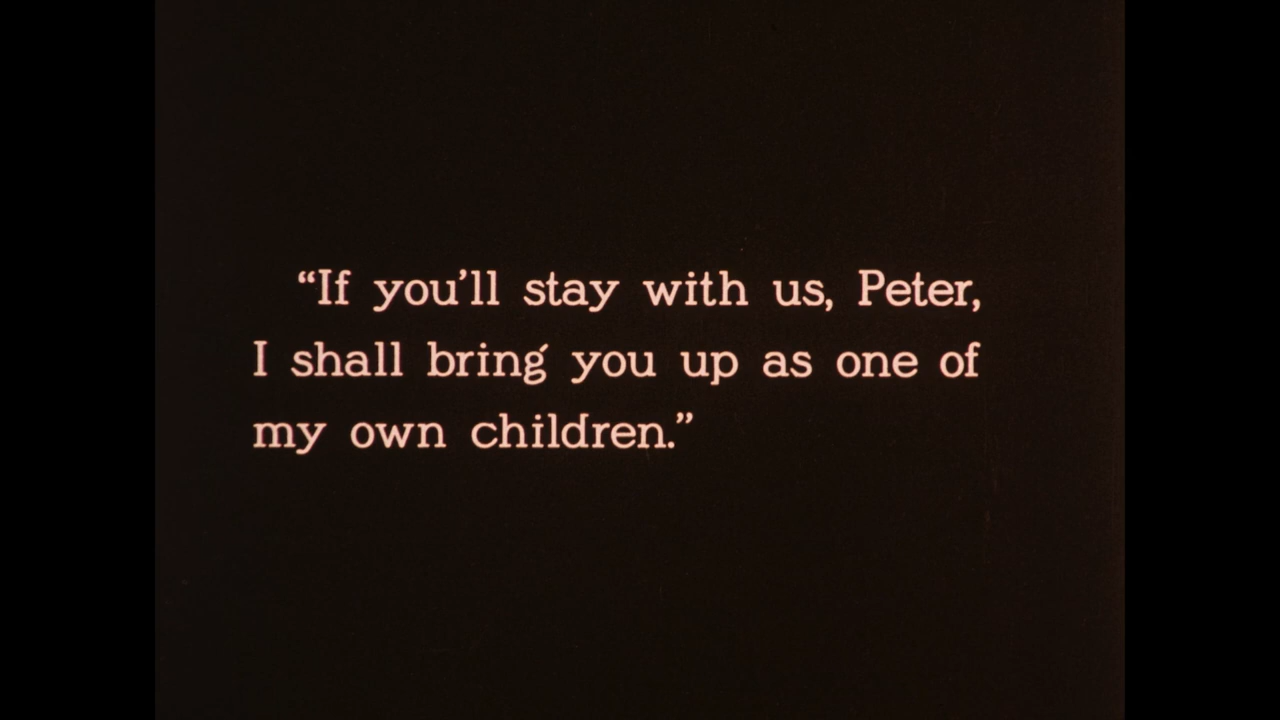 “If you’ll stay with us, Peter,
I shall bring you up as one of
my own children.”